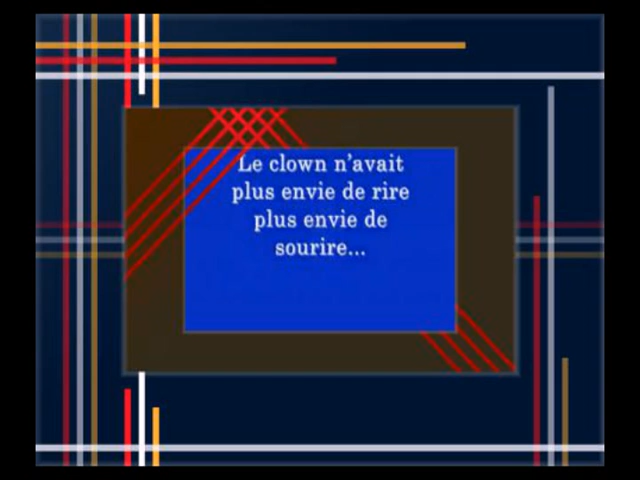 Le clown n'avait
plus envie de rire
plus envie de
sourire...